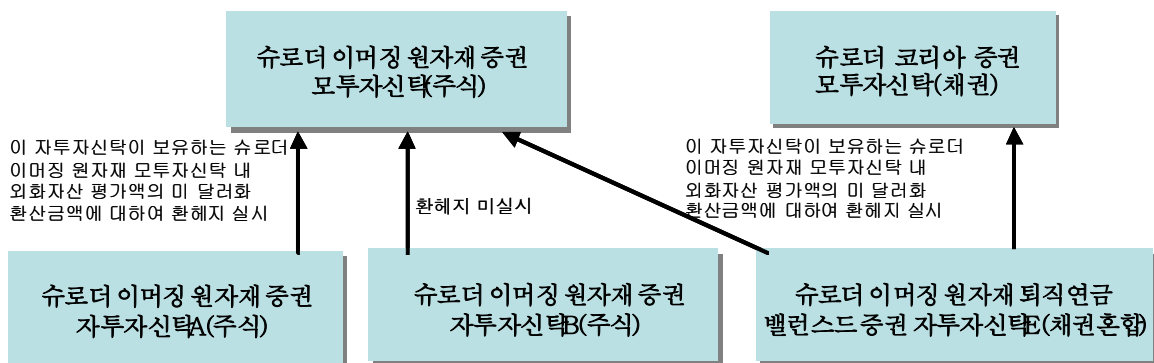 슈로더 이머징 원자재 증권
모투자신탁(주식)
슈로더 코리아 증권
모투자신탁(채권)
이 자투자신탁이 보유하는 슈로더
이머징 원자재 모투자신탁 내
외화자산 평가액의 미 달러화
환산금액에 대하여 환헤지 실시
환헤지 미실시
이 자투자신탁이 보유하는 슈로더
이머징 원자재 모투자신탁 내
외화자산 평가액의 미 달러화
환산금액에 대하여 환헤지 실시
슈로더 이머징 원자재 증권
자투자신탁A(주식)
슈로더 이머징 원자재 증권
자투자신탁B(주식)
슈로더 이머징 원자재 퇴직연금
밸런스드증권 자투자신탁E(채권혼합)